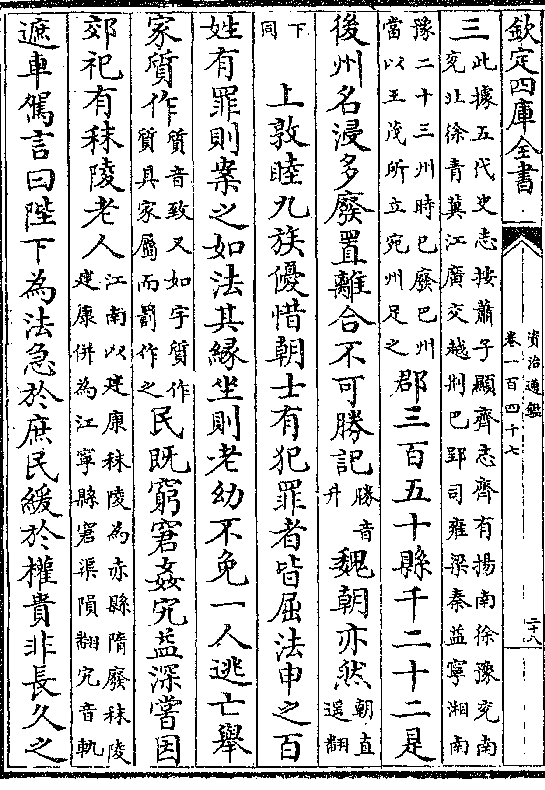 欽定四庫全書
資治通鑑
卷一百四十七
二十八
三此據五代史志按蕭子顯齊志齊有揚南徐豫兗南兗北徐青冀江廣交越荆巴郢司雍梁秦益寧湘南
豫二十三州時已廢巴州當以王茂所立宛州足之郡三百五十縣千二十二是
後州名浸多廢置離合不可勝記勝音升魏朝亦然朝直遥翻
下同上敦睦九族優惜朝士有犯罪者皆屈法申之百
姓有罪則案之如法其緣坐則老幼不免一人逃亡舉
家質作質音致又如字質作質具家屬而罰作之民既窮窘姦宄益深嘗因
郊祀有秣陵老人江南以建康秣陵為赤縣隋廢秣陵建康併為江寧縣窘渠隕翻宄音軌
遮車駕言曰陛下為法急於庶民緩於權貴非長久之